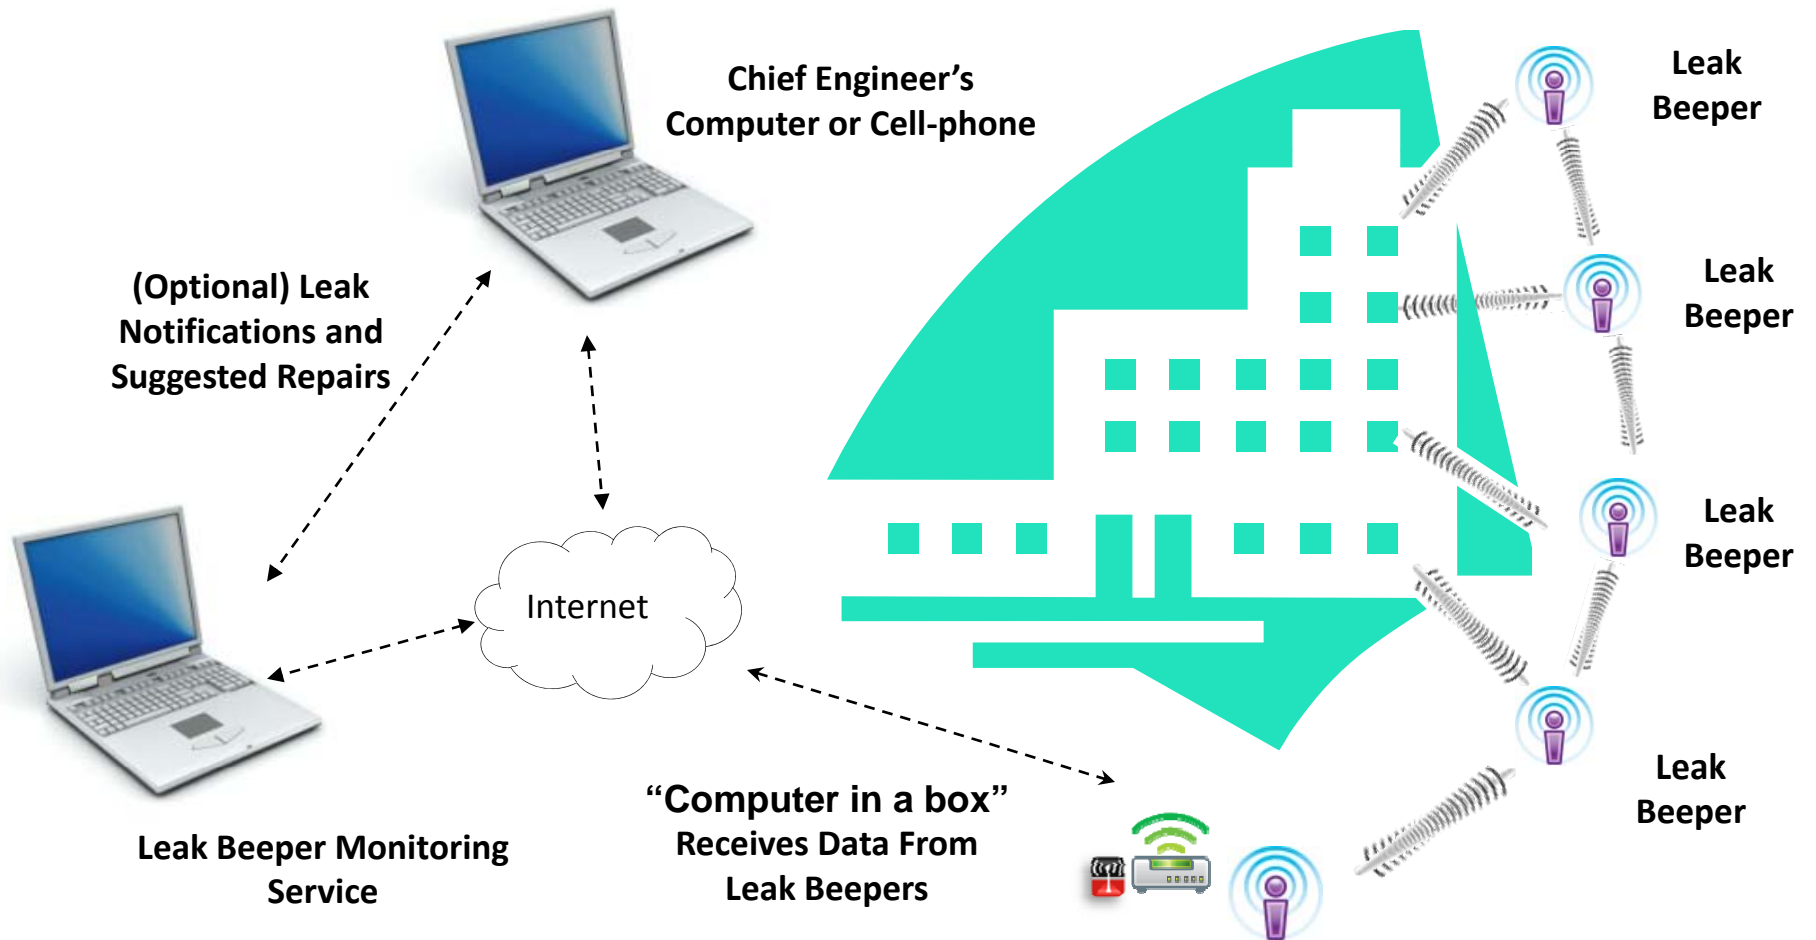 Chief Engineer’s
Computer or Cell-phone
Leak
Beeper
(Optional) Leak
Notifications and
Suggested Repairs
Leak
Beeper
Leak
Beeper
Internet
Leak
Beeper
“Computer in a box”
Receives Data From
Leak Beepers
Leak Beeper Monitoring
Service